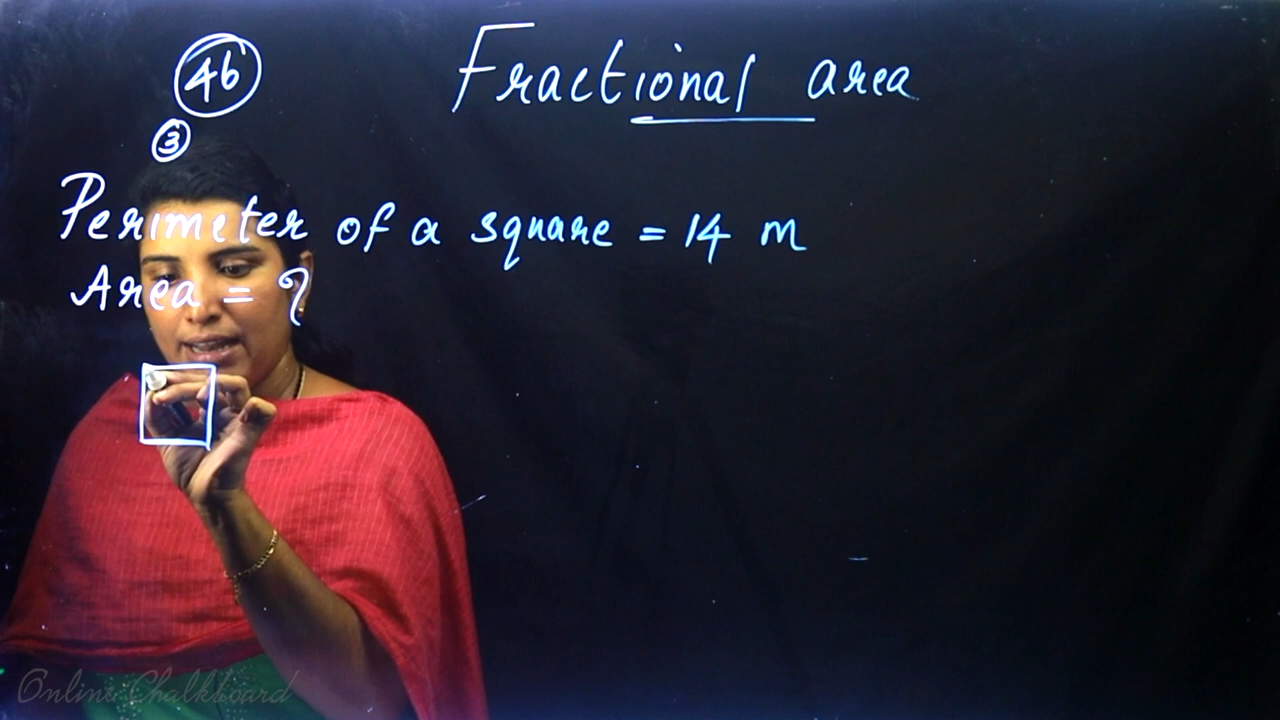 46
Fractional area
3
Perimeter of a square = 14 m
Area = ?
Online Chalkboard